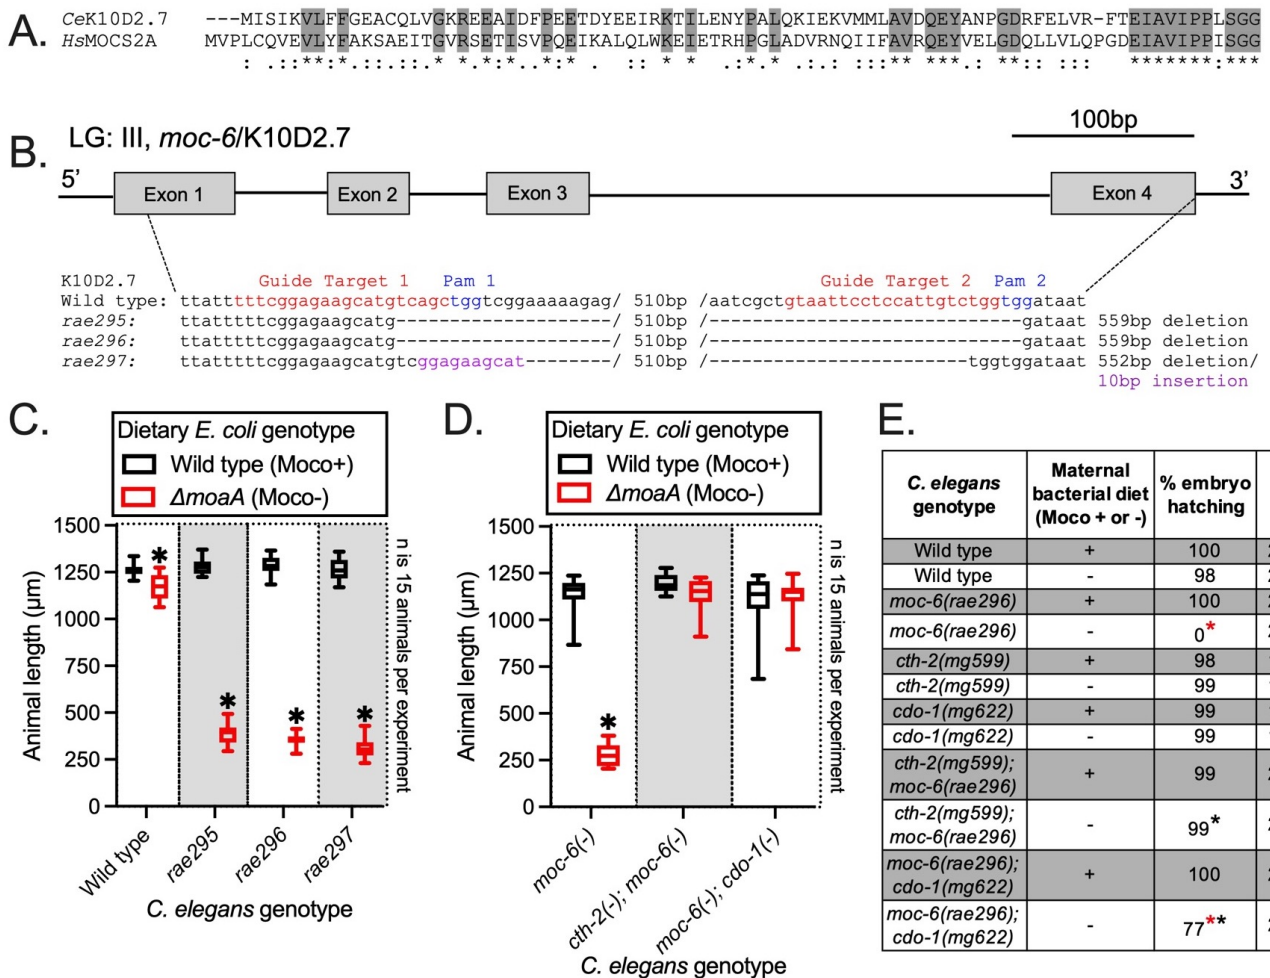 A.
CeK10D2.7 ---MISIKVLFFGEACQLVGKREEAIDFPEETDYEEIRKTILENYPALQKIEKVMMLAVDQEYANPGDRFELVR-FTEIAVIPPLSGG
HsMOCS2A MVPLCQVEVLYFAKSAEITGVRSETISVPQEIKALQLWKEIETRHPGLADVRNQIIFAVRQEYVELGDQLLVLQPGDEIAVIPPISGG
B.
LG: III, moc-6/K10D2.7
100bp
5’ Exon 1 Exon 2 Exon 3 Exon 4 3’
K10D2.7 Guide Target 1 Pam 1 Guide Target 2 Pam 2
Wild type: ttatttttcggagaagcatgtcagctggtcggaaaaagag/ 510bp /aatcgctgtaattcctccattgtctggtgggataat
rae295: ttatttttcggagaagcatg------------------/ 510bp /--------------------------gataat 559bp deletion
rae296: ttatttttcggagaagcatg------------------/ 510bp /--------------------------gataat 559bp deletion
rae297: ttatttttcggagaagcatgtcggagaagcat-------/ 510bp /----------------------tggtggataat 552bp deletion/
10bp insertion
C.
Dietary E. coli genotype
Wild type (Moco+)
ΔmoaA (Moco-)
Animal length (µm)
1500
1250
1000
750
500
250
0
* * * *
n is 15 animals per experiment
Wild type rae295 rae296 rae297
C. elegans genotype
D.
Dietary E. coli genotype
Wild type (Moco+)
ΔmoaA (Moco-)
Animal length (µm)
1500
1250
1000
750
500
250
0
*
n is 15 animals per experiment
moc-6(-) cth-2(-); moc-6(-) moc-6(-); cdo-1(-)
C. elegans genotype
E.
C. elegans genotype Maternal bacterial diet (Moco + or -) % embryo hatching
Wild type + 100
Wild type - 98
moc-6(rae296) + 100
moc-6(rae296) - 0*
cth-2(mg599) + 98
cth-2(mg599) - 99
cdo-1(mg622) + 99
cdo-1(mg622) - 99
cth-2(mg599); moc-6(rae296) + 99
cth-2(mg599); moc-6(rae296) - 99*
moc-6(rae296); cdo-1(mg622) + 100
moc-6(rae296); cdo-1(mg622) - 77**